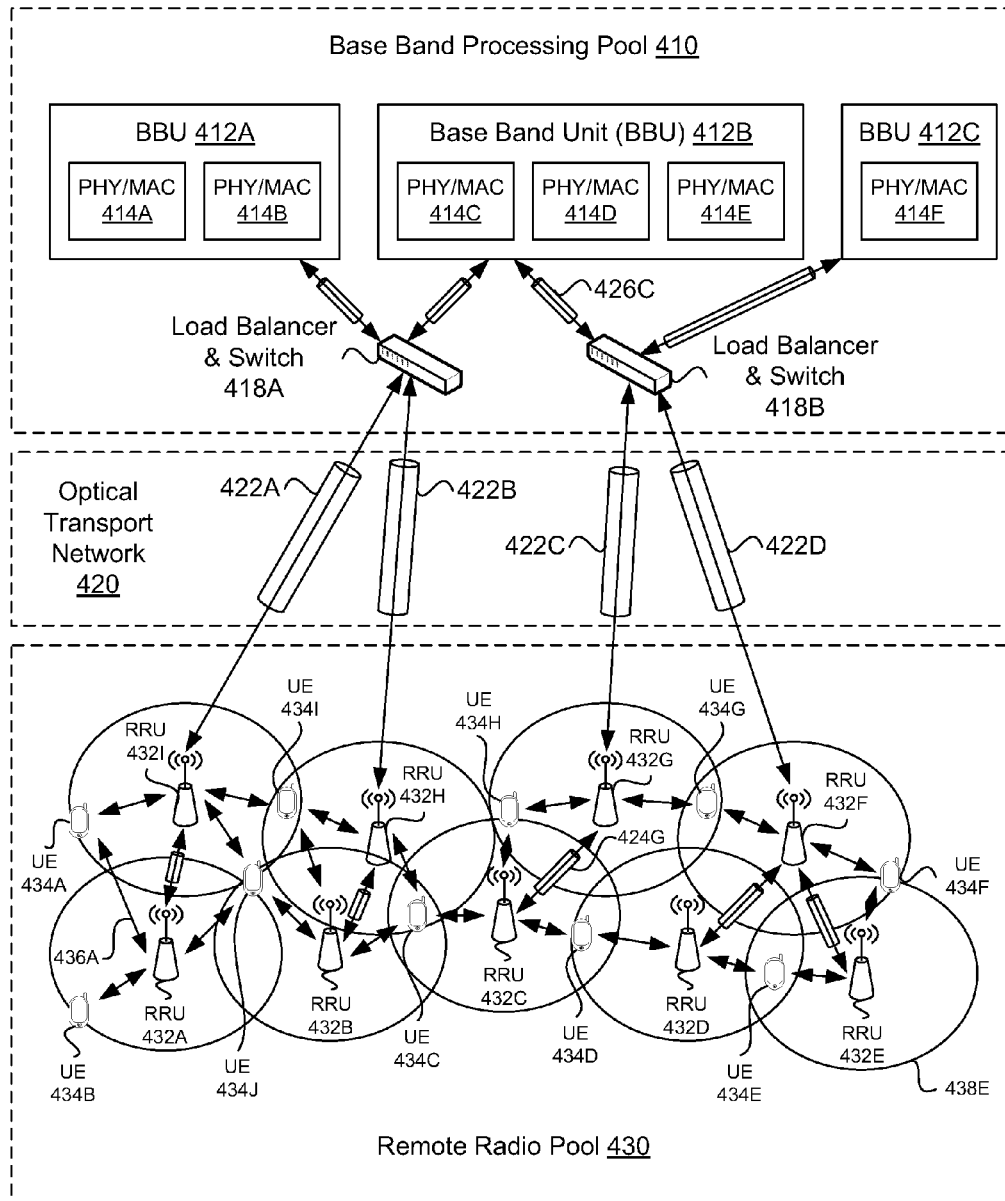 Base Band Processing Pool 410
BBU 412A
PHY/MAC
414A
PHY/MAC
414B
Base Band Unit (BBU) 412B
PHY/MAC
414C
PHY/MAC
414D
PHY/MAC
414E
BBU 412C
PHY/MAC
414F
426C
Load Balancer
& Switch
418A
Load Balancer
& Switch
418B
Optical
Transport
Network
420
422A
422B
422C
422D
UE
434I
UE
434H
UE
434G
RRU
432I
RRU
432H
RRU
432G
RRU
432F
424G
UE
434A
UE
434F
436A
RRU
432A
RRU
432B
RRU
432C
RRU
432D
RRU
432E
UE
434B
UE
434J
UE
434C
UE
434D
UE
434E
438E
Remote Radio Pool 430